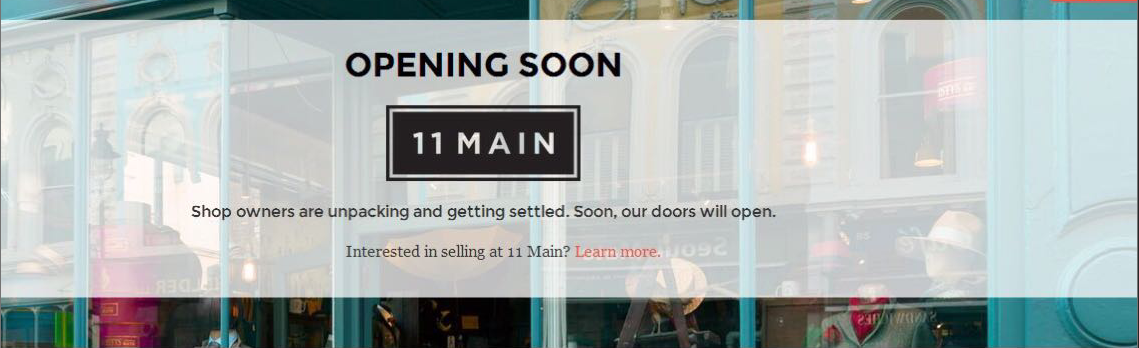 OPENING SOON
11 MAIN
Shop owners are unpacking and getting settled. Soon, our doors will open.
Interested in selling at 11 Main? Learn more.
SANDWICHES